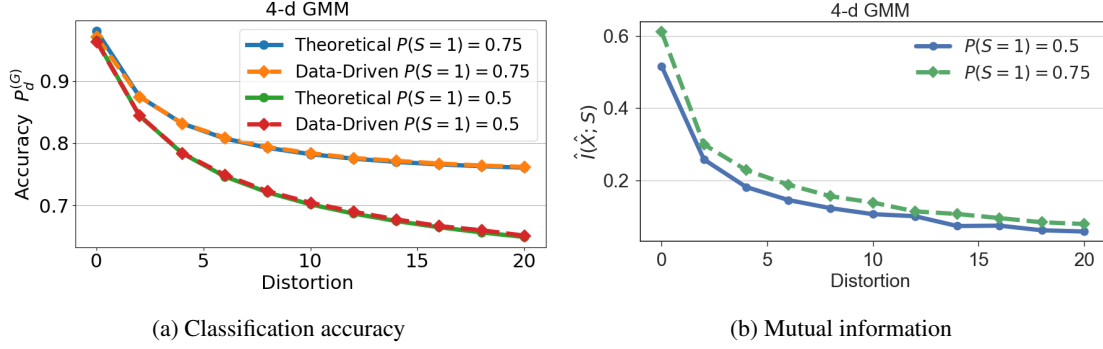 4-d GMM
Accuracy P_d^{(G)}
0.9
0.8
0.7
Theoretical P(S = 1) = 0.75
Data-Driven P(S = 1) = 0.75
Theoretical P(S = 1) = 0.5
Data-Driven P(S = 1) = 0.5
0 5 10 15 20
Distortion
(a) Classification accuracy
4-d GMM
Î(X̂; S)
0.6
0.4
0.2
P(S = 1) = 0.5
P(S = 1) = 0.75
0 5 10 15 20
Distortion
(b) Mutual information